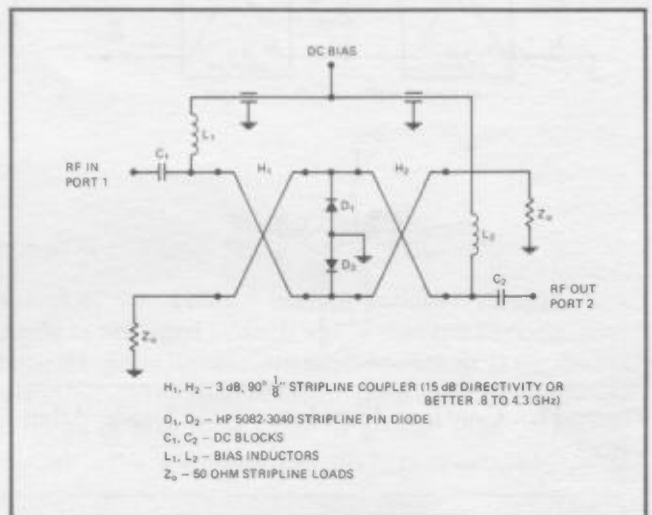 DC BIAS
L₁
C₁
RF IN
PORT 1
H₁
H₂
D₁
D₂
Z₀
L₂
C₂
RF OUT
PORT 2
Z₀
H₁, H₂ – 3 dB, 90° 1/8" STRIPLINE COUPLER (15 dB DIRECTIVITY OR
BETTER .8 TO 4.3 GHz)
D₁, D₂ – HP 5082-3040 STRIPLINE PIN DIODE
C₁, C₂ – DC BLOCKS
L₁, L₂ – BIAS INDUCTORS
Z₀ – 50 OHM STRIPLINE LOADS